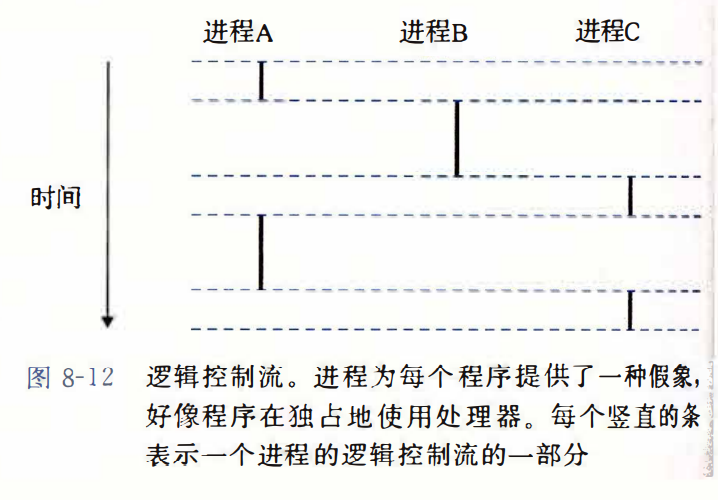 进程A 进程B 进程C
时间
图 8-12 逻辑控制流。进程为每个程序提供了一种假象,
好像程序在独占地使用处理器。每个竖直的条
表示一个进程的逻辑控制流的一部分